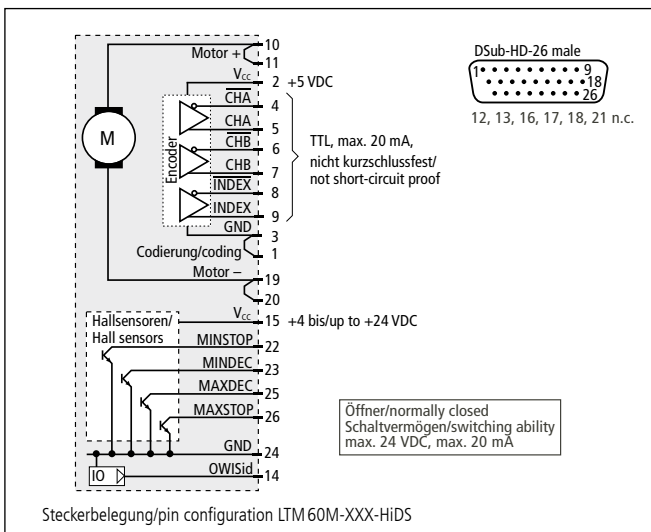 Motor +
10
11
VCC
2
+5 VDC
CHA
4
CHA
5
CHB
6
CHB
7
INDEX
8
INDEX
9
GND
3
Codierung/coding
1
Motor –
19
20
M
Encoder
TTL, max. 20 mA,
nicht kurzschlussfest/
not short-circuit proof
DSub-HD-26 male
1
9
18
26
12, 13, 16, 17, 18, 21 n.c.
Hallsensoren/
Hall sensors
VCC
15
+4 bis/up to +24 VDC
MINSTOP
22
MINDEC
23
MAXDEC
25
MAXSTOP
26
GND
24
IO
OWISid
14
Öffner/normally closed
Schaltvermögen/switching ability
max. 24 VDC, max. 20 mA
Steckerbelegung/pin configuration LTM 60M-XXX-HiDS